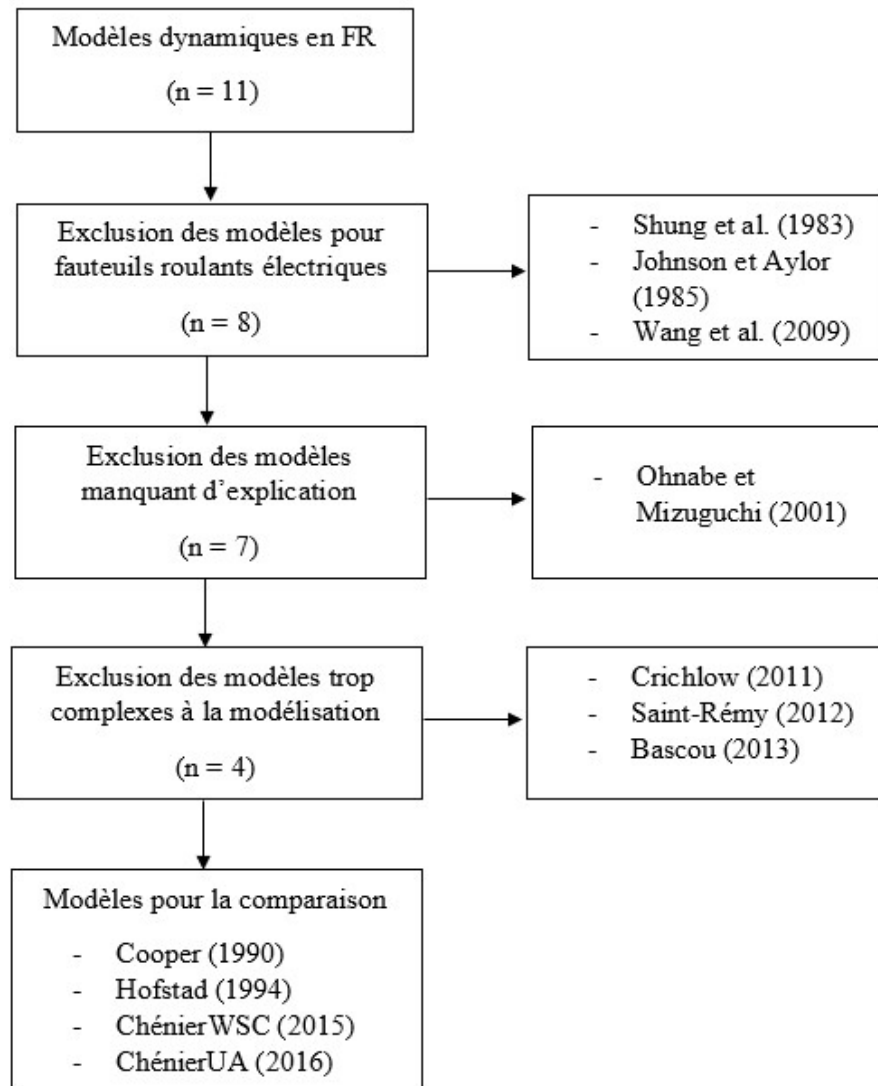 Modèles dynamiques en FR
(n = 11)
Exclusion des modèles pour
fauteuils roulants électriques
(n = 8)
- Shung et al. (1983)
- Johnson et Aylor
(1985)
- Wang et al. (2009)
Exclusion des modèles
manquant d’explication
(n = 7)
- Ohnabe et
Mizuguchi (2001)
Exclusion des modèles trop
complexes à la modélisation
(n = 4)
- Crichlow (2011)
- Saint-Rémy (2012)
- Bascou (2013)
Modèles pour la comparaison
- Cooper (1990)
- Hofstad (1994)
- ChénierWSC (2015)
- ChénierUA (2016)